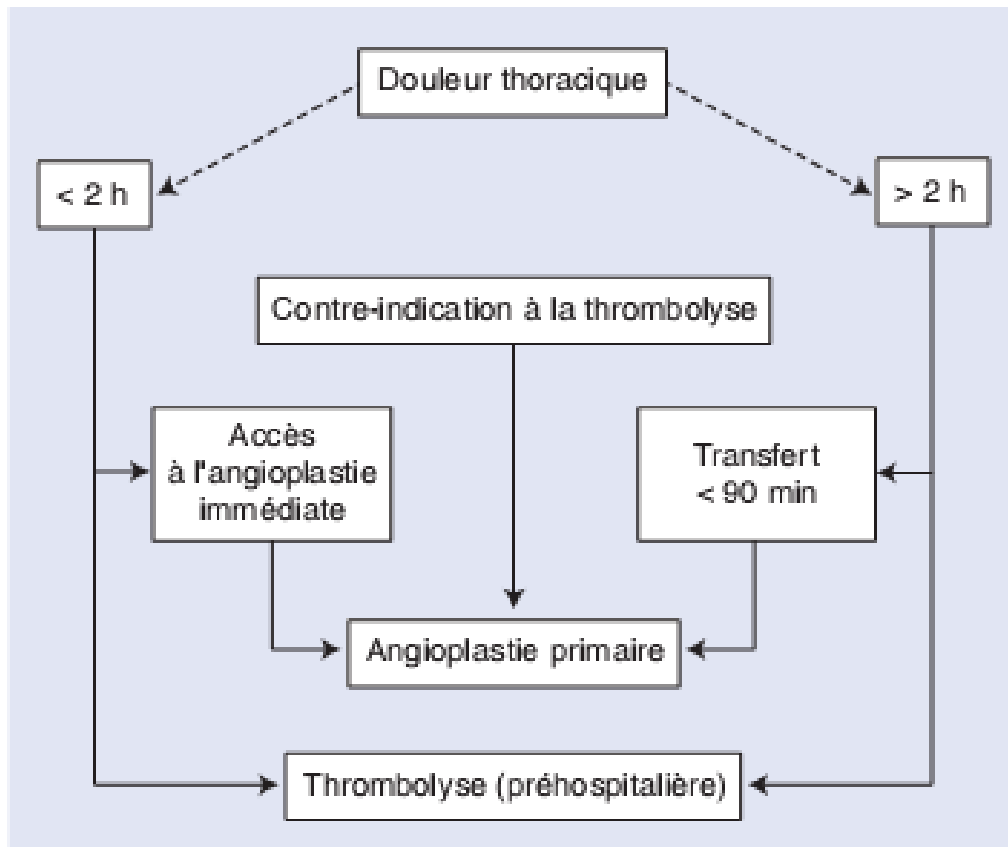 Douleur thoracique
< 2 h
> 2 h
Contre-indication à la thrombolyse
Accès
à l'angioplastie
immédiate
Transfert
< 90 min
Angioplastie primaire
Thrombolyse (préhospitalière)